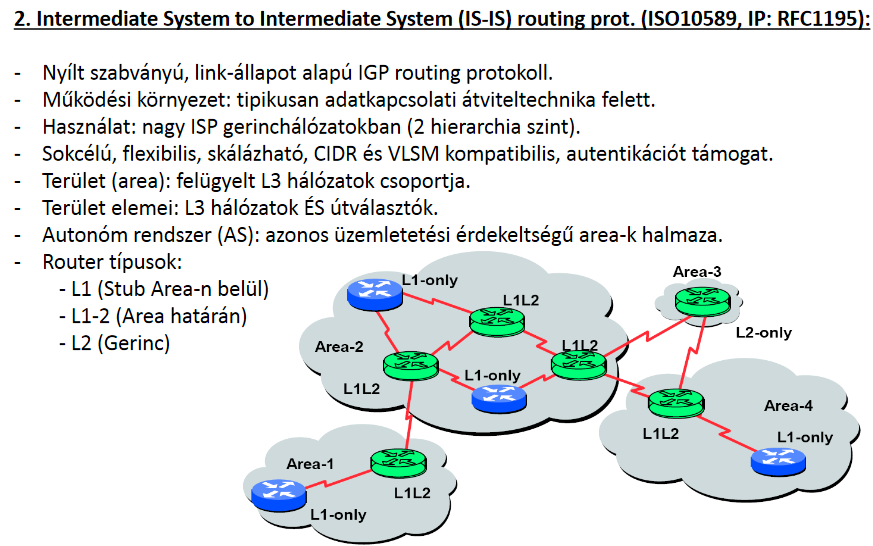 2. Intermediate System to Intermediate System (IS-IS) routing prot. (ISO10589, IP: RFC1195):
- Nyílt szabványú, link-állapot alapú IGP routing protokoll.
- Működési környezet: tipikusan adatkapcsolati átviteltechnika felett.
- Használat: nagy ISP gerinchálózatokban (2 hierarchia szint).
- Sokcélú, flexibilis, skálázható, CIDR és VLSM kompatibilis, autentikációt támogat.
- Terület (area): felügyelt L3 hálózatok csoportja.
- Terület elemei: L3 hálózatok ÉS útválasztók.
- Autonóm rendszer (AS): azonos üzemletetési érdekeltségű area-k halmaza.
- Router típusok:
- L1 (Stub Area-n belül)
- L1-2 (Area határán)
- L2 (Gerinc)
L1-only
L1L2
Area-2
L1L2
L1L2
L1-only
Area-3
L2-only
Area-4
L1L2
L1-only
Area-1
L1L2
L1-only